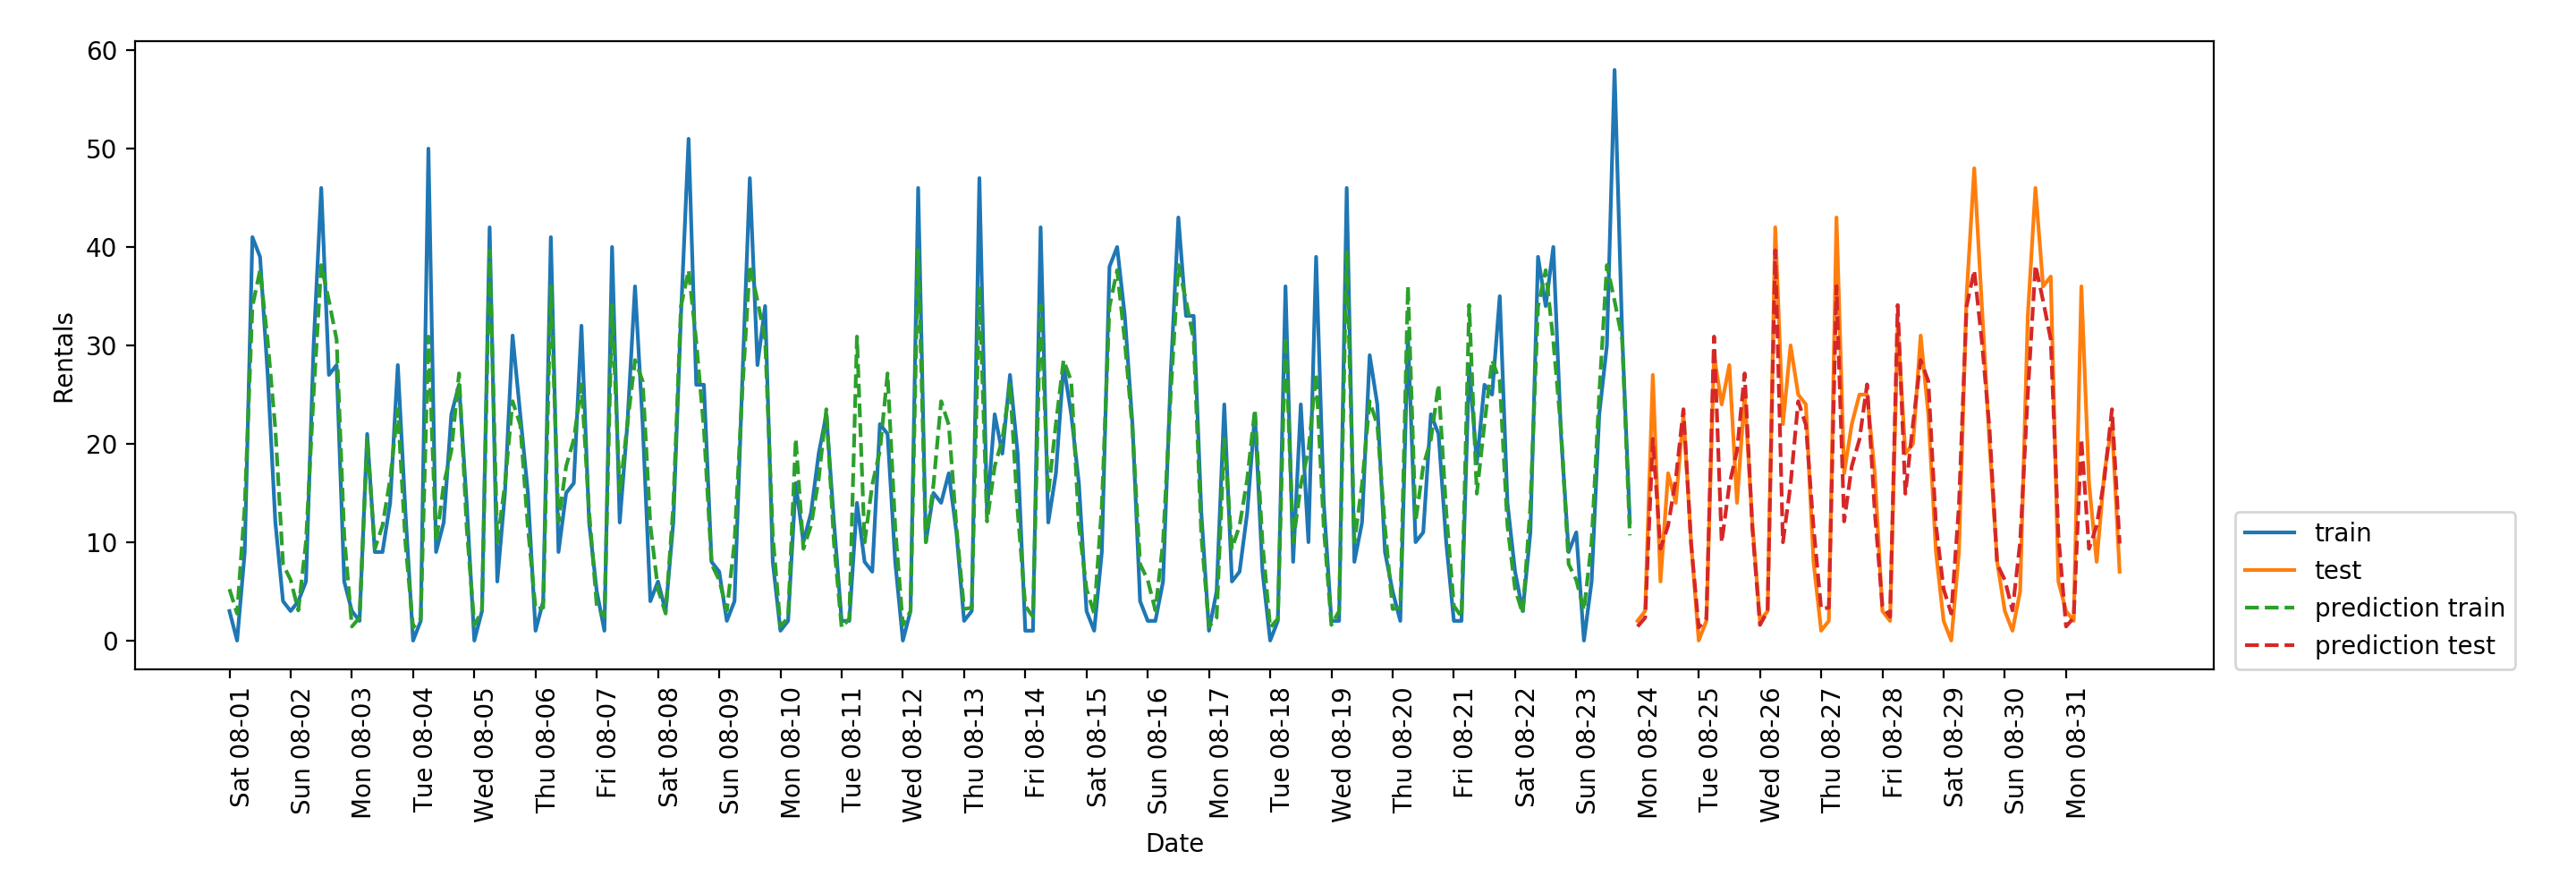 60
50
40
30
20
10
0
Rentals
Sat 08-01
Sun 08-02
Mon 08-03
Tue 08-04
Wed 08-05
Thu 08-06
Fri 08-07
Sat 08-08
Sun 08-09
Mon 08-10
Tue 08-11
Wed 08-12
Thu 08-13
Fri 08-14
Sat 08-15
Sun 08-16
Mon 08-17
Tue 08-18
Wed 08-19
Thu 08-20
Fri 08-21
Sat 08-22
Sun 08-23
Mon 08-24
Tue 08-25
Wed 08-26
Thu 08-27
Fri 08-28
Sat 08-29
Sun 08-30
Mon 08-31
Date
train
test
prediction train
prediction test